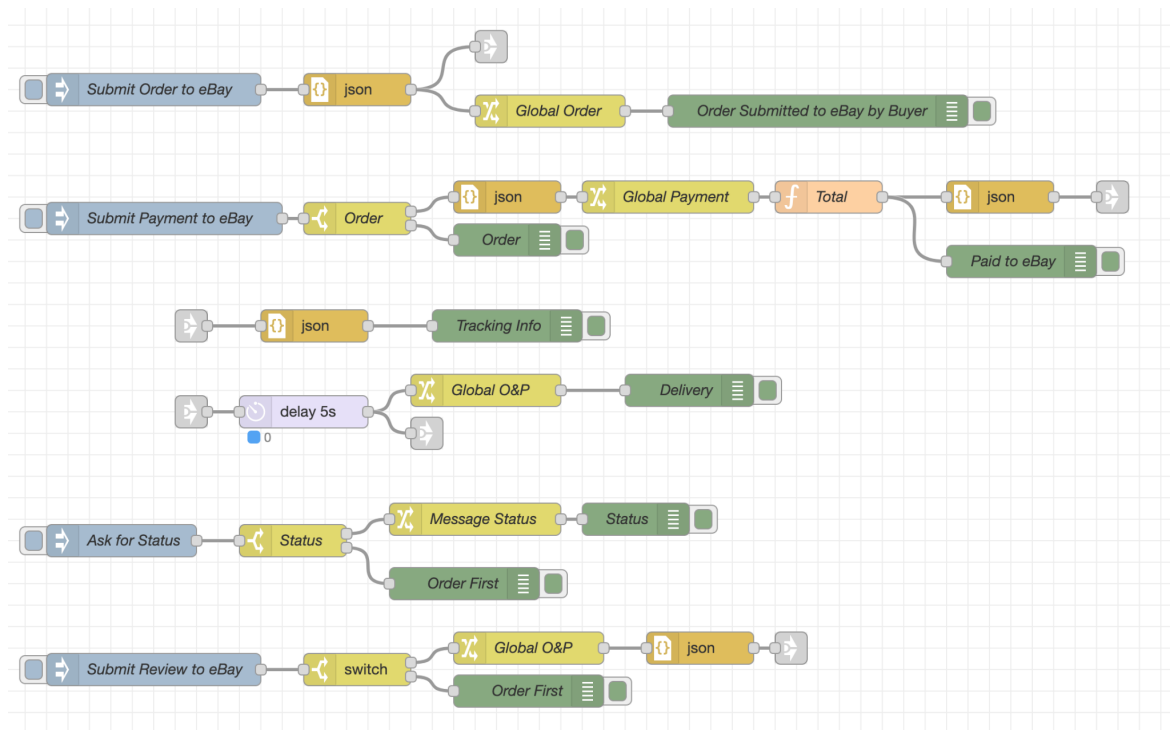 Submit Order to eBay
json
Global Order
Order Submitted to eBay by Buyer
Submit Payment to eBay
Order
json
Global Payment
Total
json
Order
Paid to eBay
json
Tracking Info
delay 5s
0
Global O&P
Delivery
Ask for Status
Status
Message Status
Status
Order First
Submit Review to eBay
switch
Global O&P
json
Order First